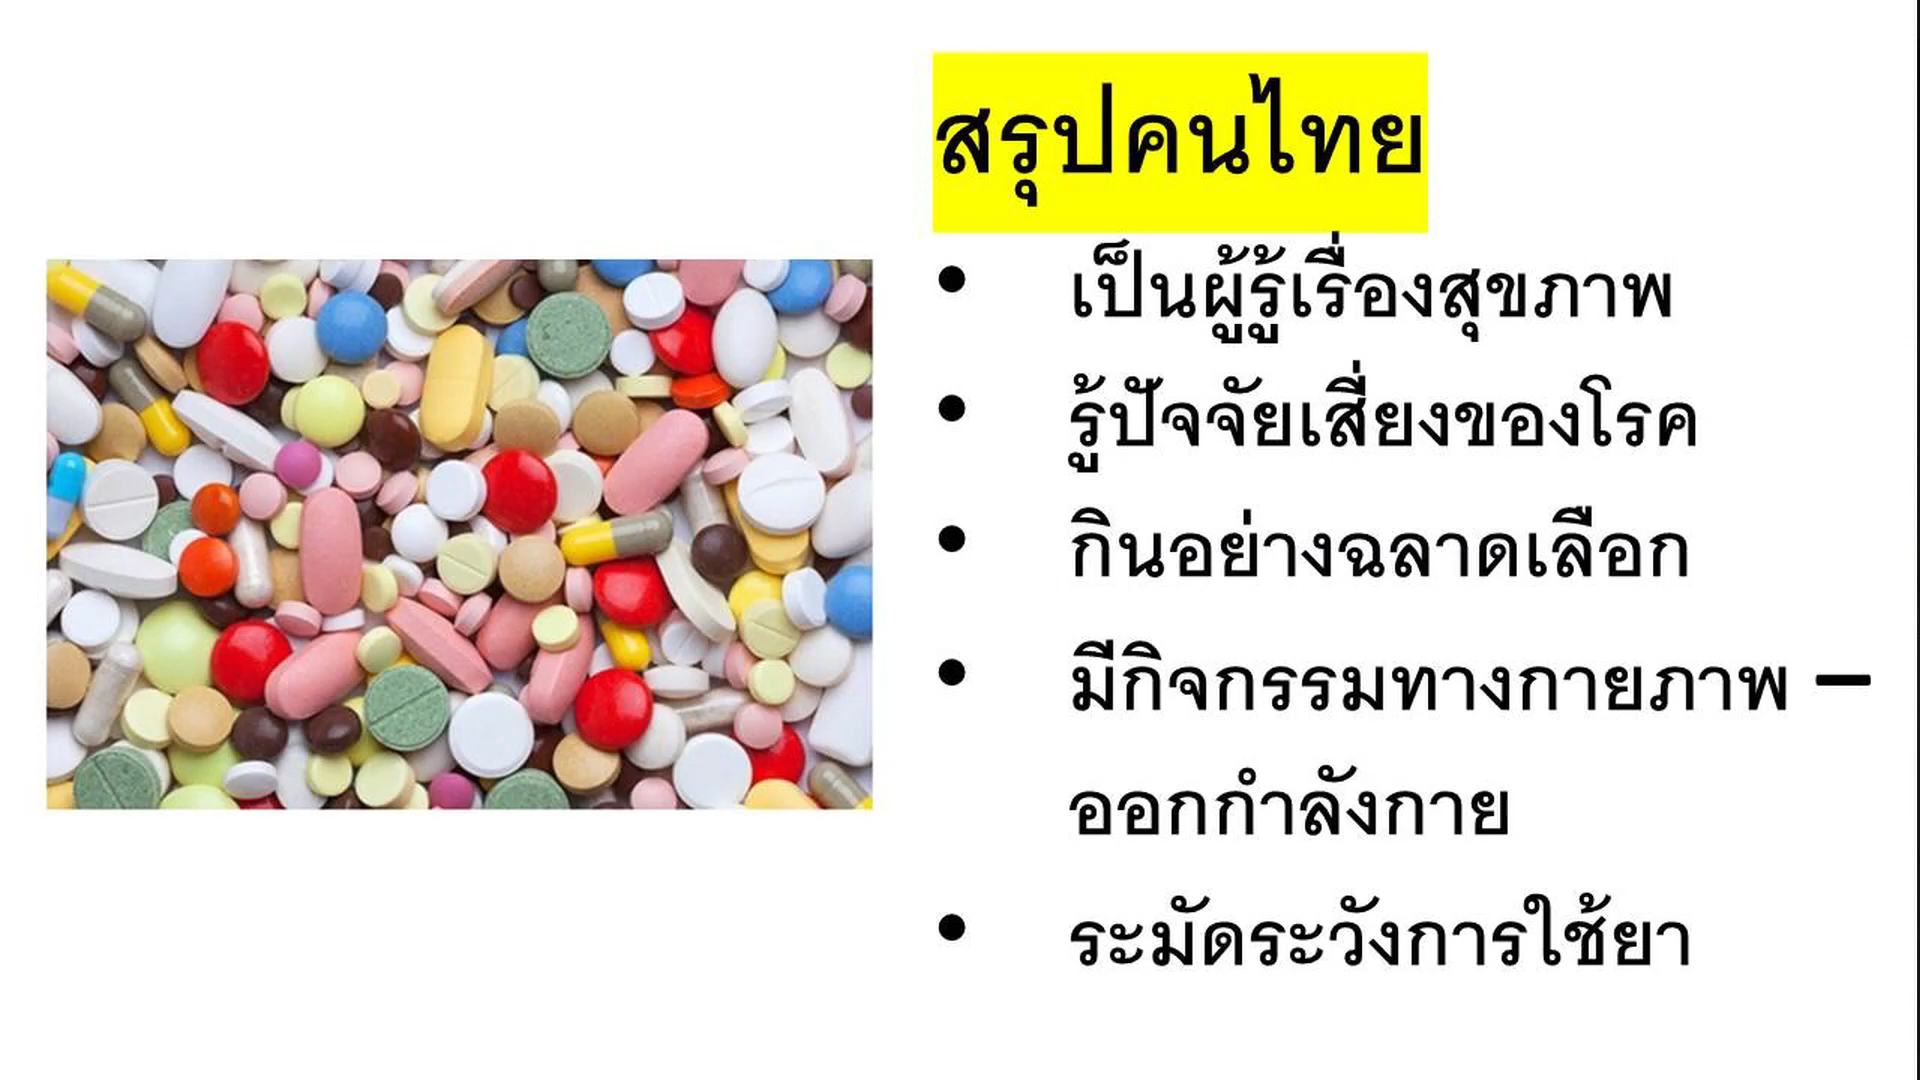 สรุปคนไทย
• เป็นผู้รู้เรื่องสุขภาพ
• รู้ปัจจัยเสี่ยงของโรค
• กินอย่างฉลาดเลือก
• มีกิจกรรมทางกายภาพ –
ออกกำลังกาย
• ระมัดระวังการใช้ยา